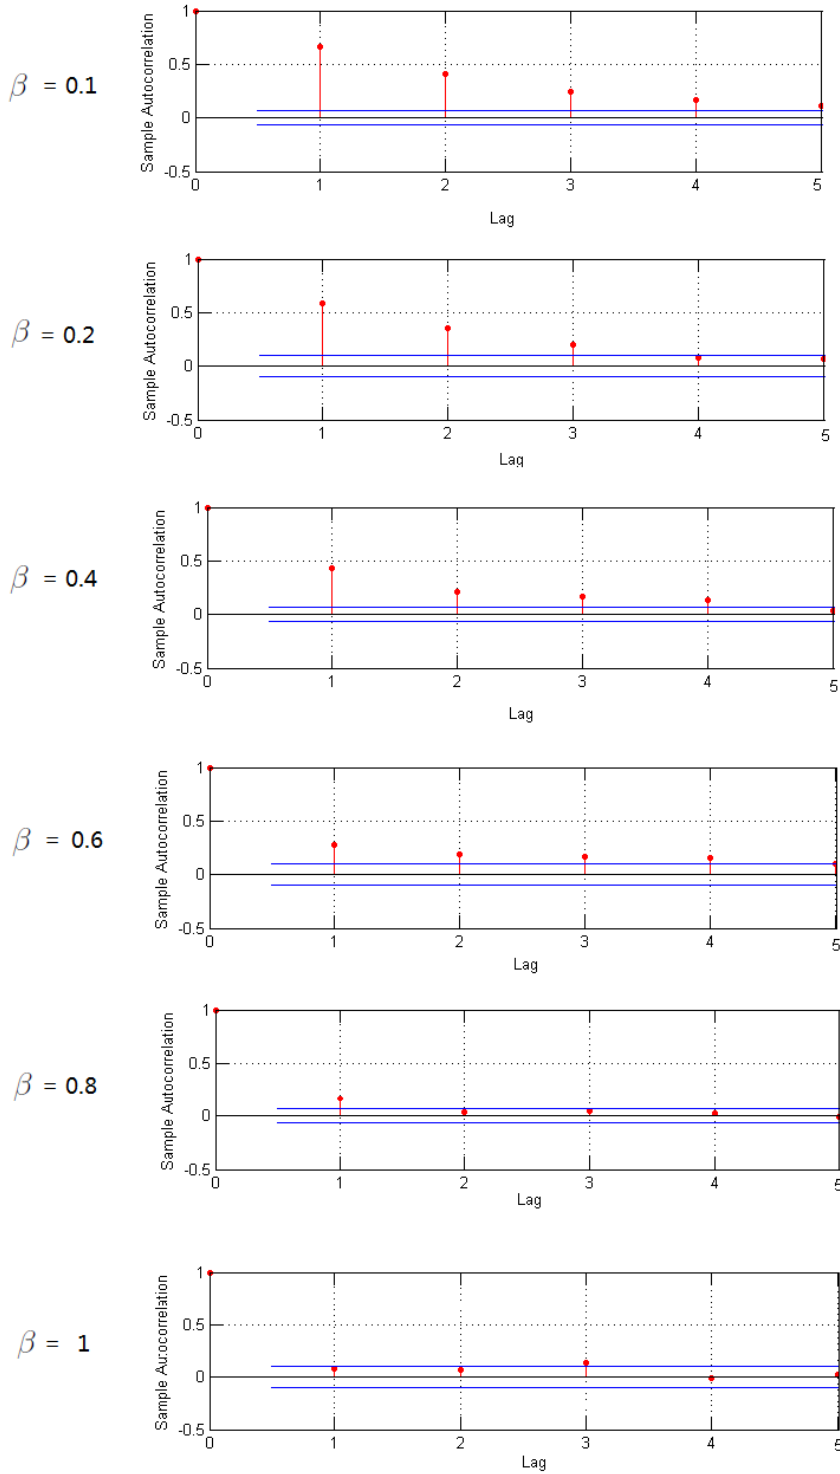 β = 0.1
Sample Autocorrelation
1
0.5
0
-0.5
0 1 2 3 4 5
Lag
β = 0.2
Sample Autocorrelation
1
0.5
0
-0.5
0 1 2 3 4 5
Lag
β = 0.4
Sample Autocorrelation
1
0.5
0
-0.5
0 1 2 3 4 5
Lag
β = 0.6
Sample Autocorrelation
1
0.5
0
-0.5
0 1 2 3 4 5
Lag
β = 0.8
Sample Autocorrelation
1
0.5
0
-0.5
0 1 2 3 4 5
Lag
β = 1
Sample Autocorrelation
1
0.5
0
-0.5
0 1 2 3 4 5
Lag